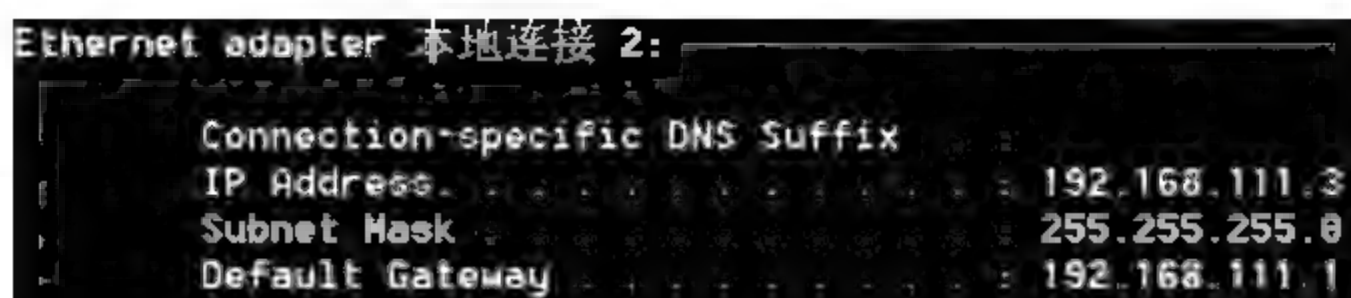 Ethernet adapter 本地连接 2:
Connection-specific DNS Suffix . :
IP Address. . . . . . . . . . . . : 192.168.111.3
Subnet Mask . . . . . . . . . . . : 255.255.255.0
Default Gateway . . . . . . . . . : 192.168.111.1